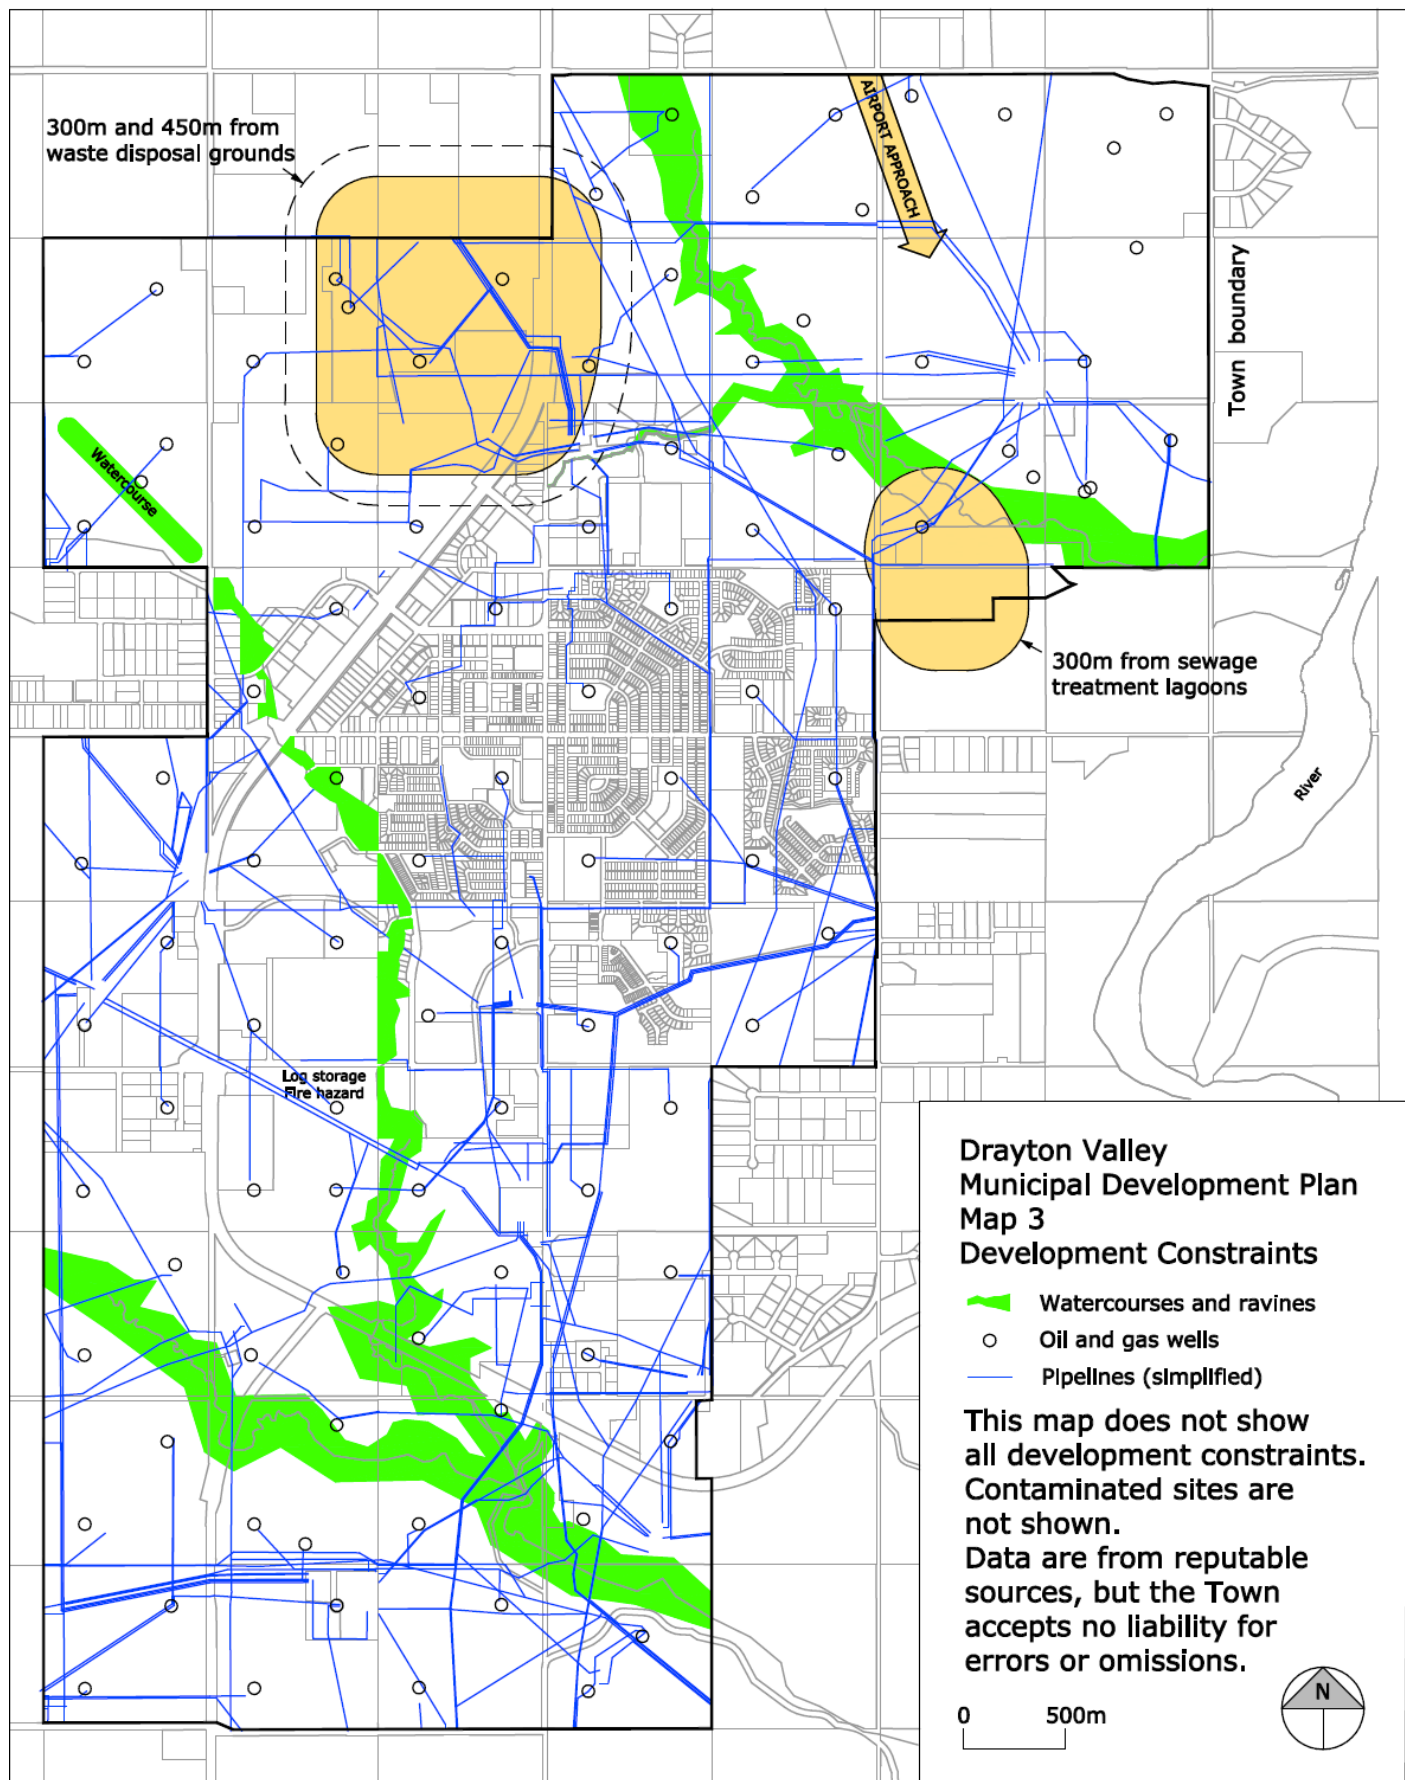 300m and 450m from
waste disposal grounds
AIRPORT APPROACH
Town boundary
Watercourse
300m from sewage
treatment lagoons
River
Log storage
Fire hazard
Drayton Valley
Municipal Development Plan
Map 3
Development Constraints
Watercourses and ravines
Oil and gas wells
Pipelines (simplified)
This map does not show
all development constraints.
Contaminated sites are
not shown.
Data are from reputable
sources, but the Town
accepts no liability for
errors or omissions.
0 500m
N